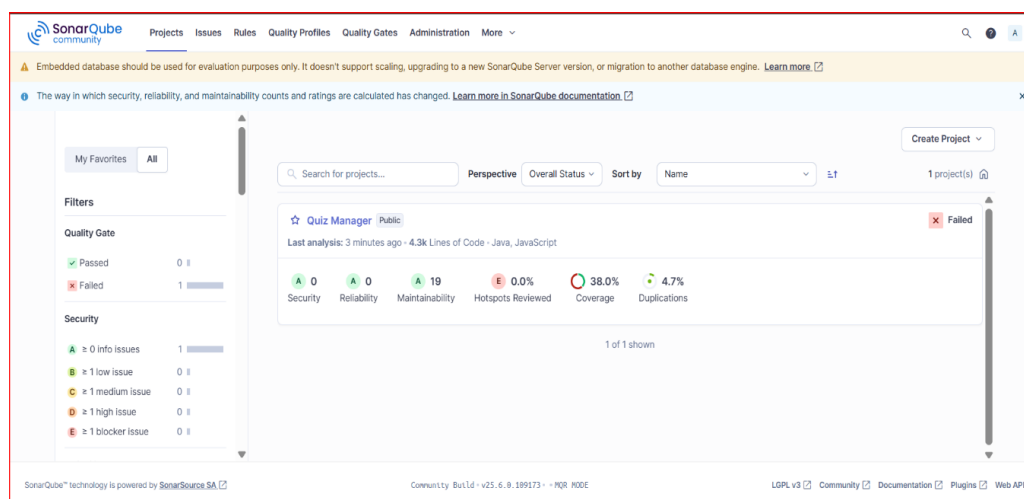 SonarQube community Projects Issues Rules Quality Profiles Quality Gates Administration More A
Embedded database should be used for evaluation purposes only. It doesn't support scaling, upgrading to a new SonarQube Server version, or migration to another database engine. Learn more
The way in which security, reliability, and maintainability counts and ratings are calculated has changed. Learn more in SonarQube documentation
My Favorites All
Filters
Quality Gate
Passed 0
Failed 1
Security
A ≥ 0 info issues 1
B ≥ 1 low issue 0
C ≥ 1 medium issue 0
D ≥ 1 high issue 0
E ≥ 1 blocker issue 0
Create Project
Search for projects... Perspective Overall Status Sort by Name 1 project(s)
Quiz Manager Public Failed
Last analysis: 3 minutes ago · 4.3k Lines of Code · Java, JavaScript
A 0 A 0 A 19 E 0.0% 38.0% 4.7%
Security Reliability Maintainability Hotspots Reviewed Coverage Duplications
1 of 1 shown
SonarQube™ technology is powered by SonarSource SA Community Build · v25.6.0.109173 · · MQR MODE LGPL v3 Community Documentation Plugins Web API